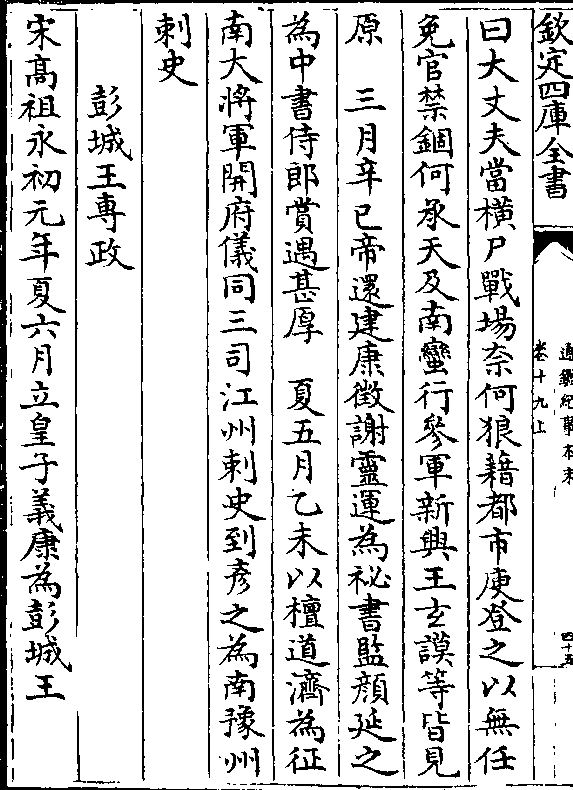 欽定四庫全書
通鑑紀事本末
卷十九上
四十五
曰大丈夫當横尸戰場奈何狼籍都市庾登之以無任
免官禁錮何承天及南蠻行參軍新興王玄謨等皆見
原　三月辛巳帝還建康徵謝靈運為祕書監顔延之
為中書侍郎賞遇甚厚　夏五月乙未以檀道濟為征
南大將軍開府儀同三司江州刺史到彥之為南豫州
刺史
彭城王專政
宋髙祖永初元年夏六月立皇子義康為彭城王